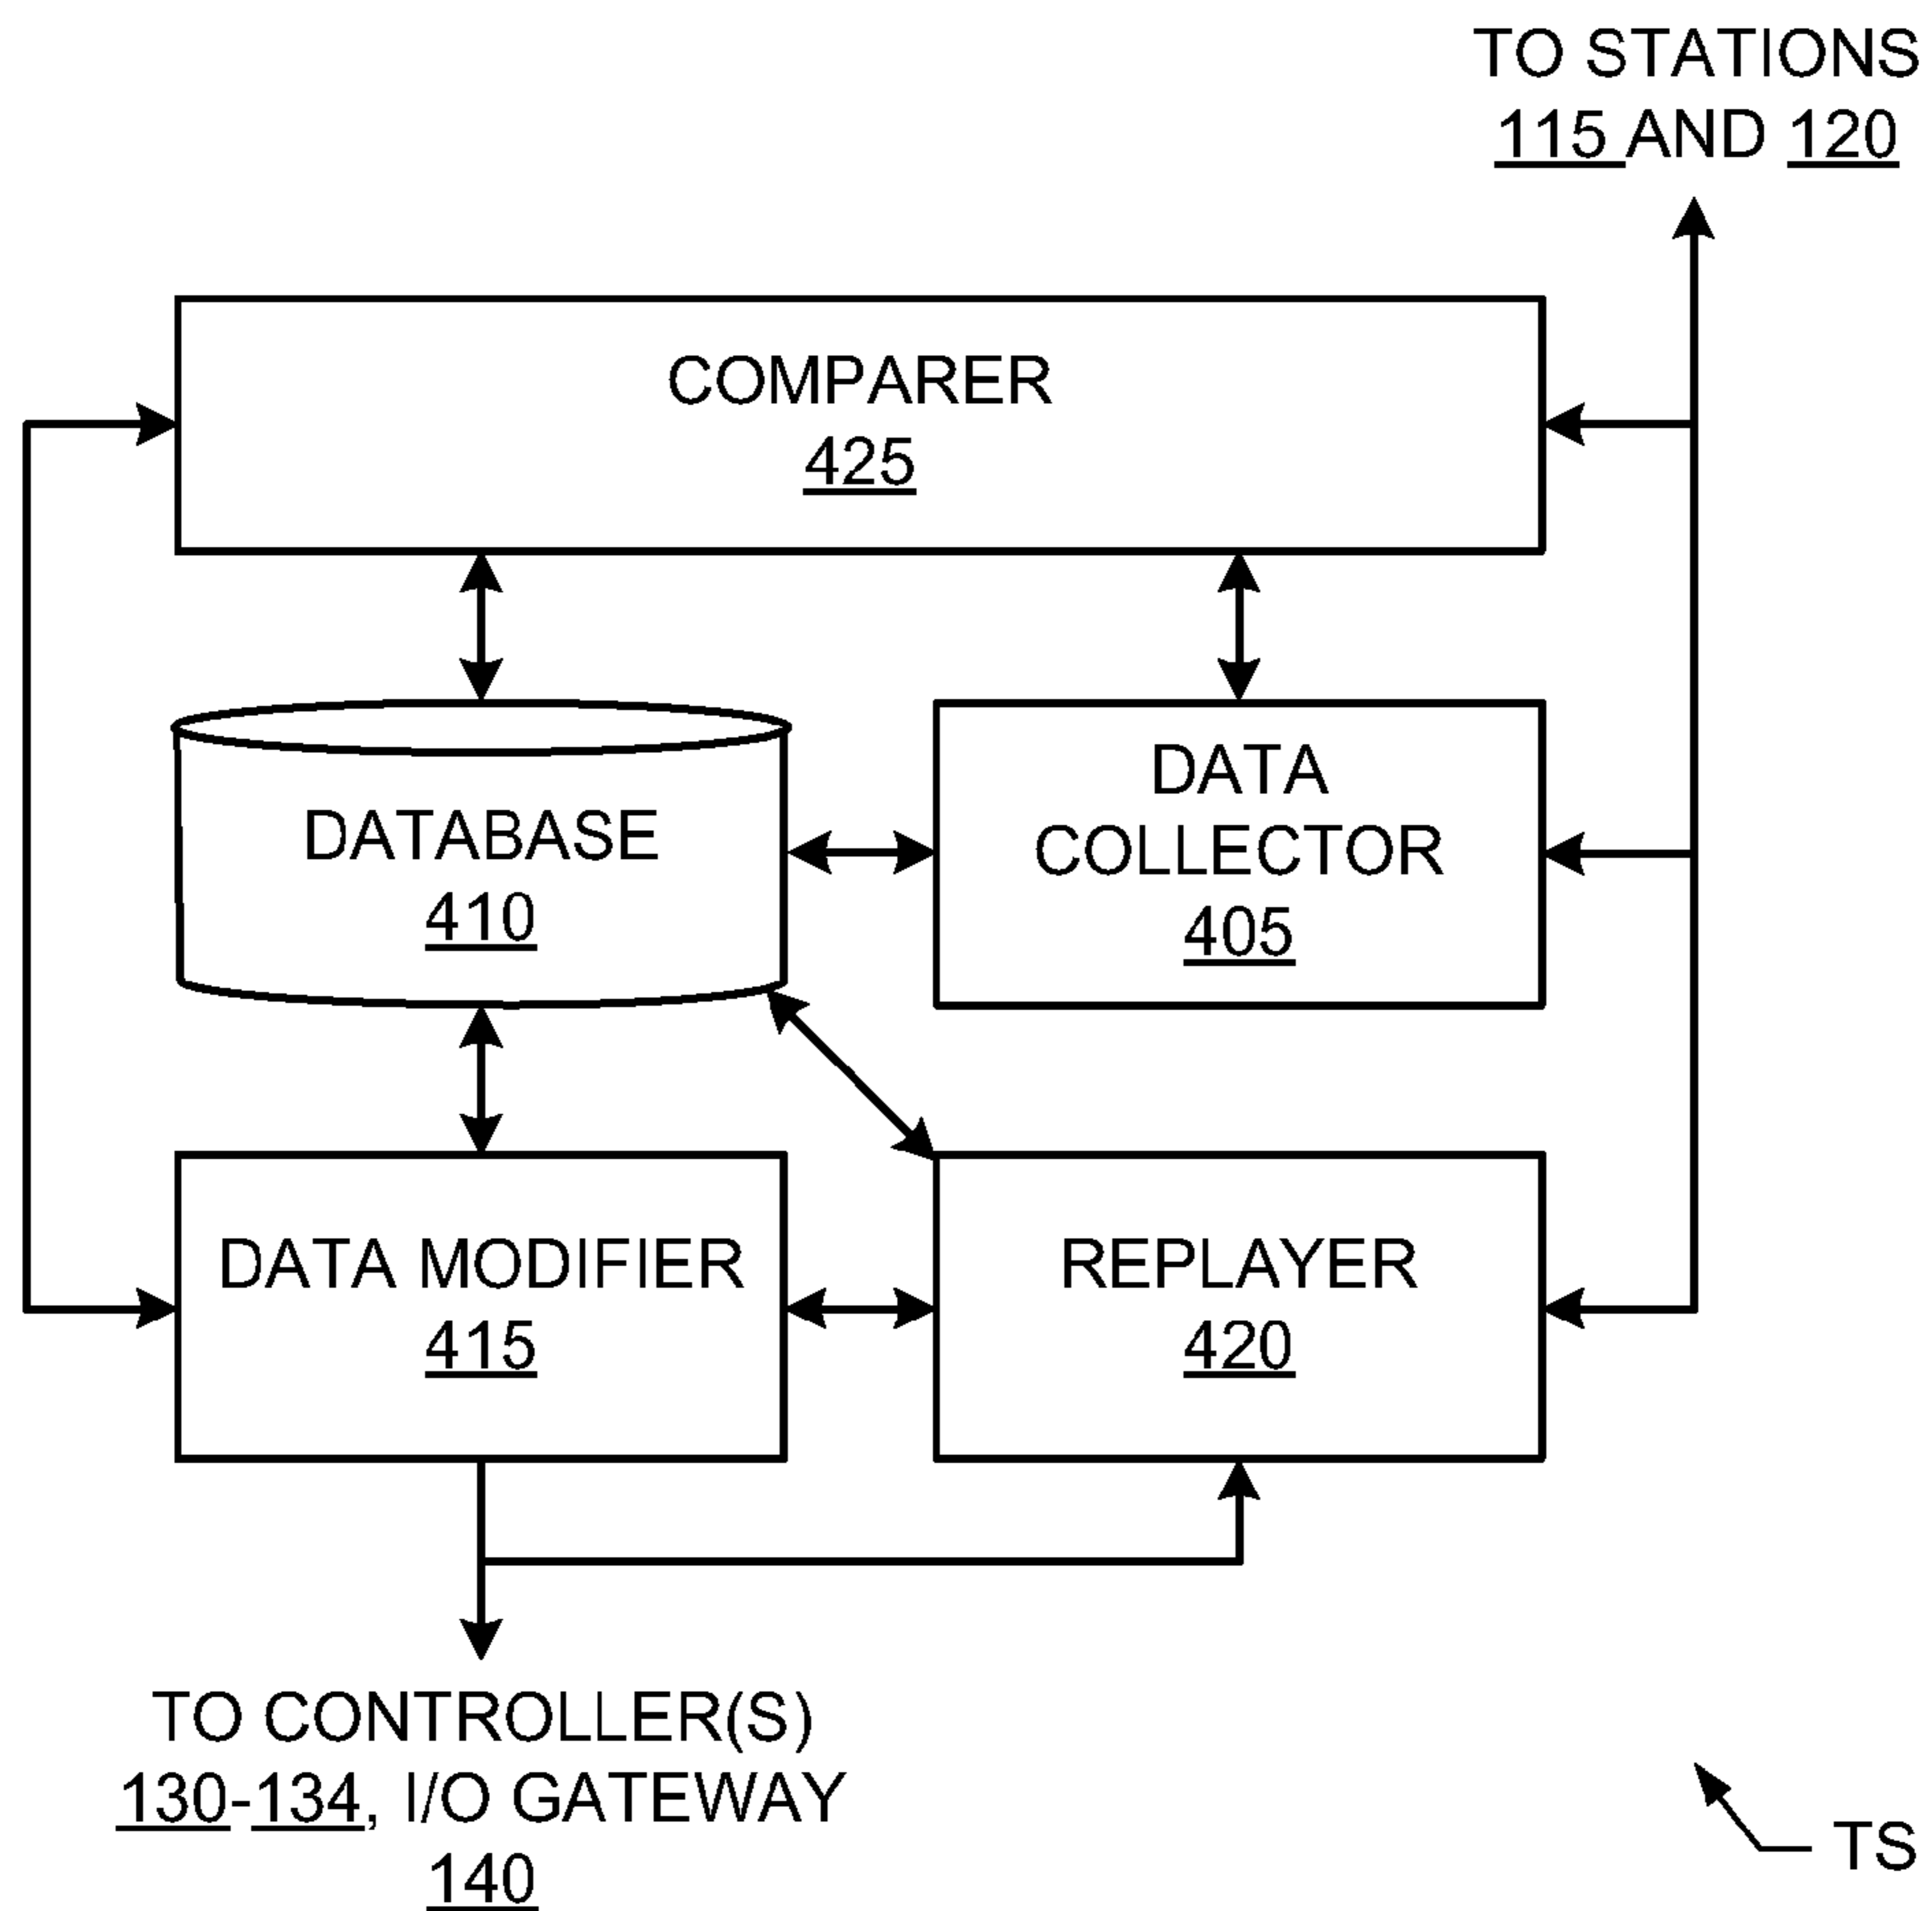 TO STATIONS
115 AND 120
COMPARER
425
DATABASE
410
DATA
COLLECTOR
405
DATA MODIFIER
415
REPLAYER
420
TO CONTROLLER(S)
130-134, I/O GATEWAY
140
TS